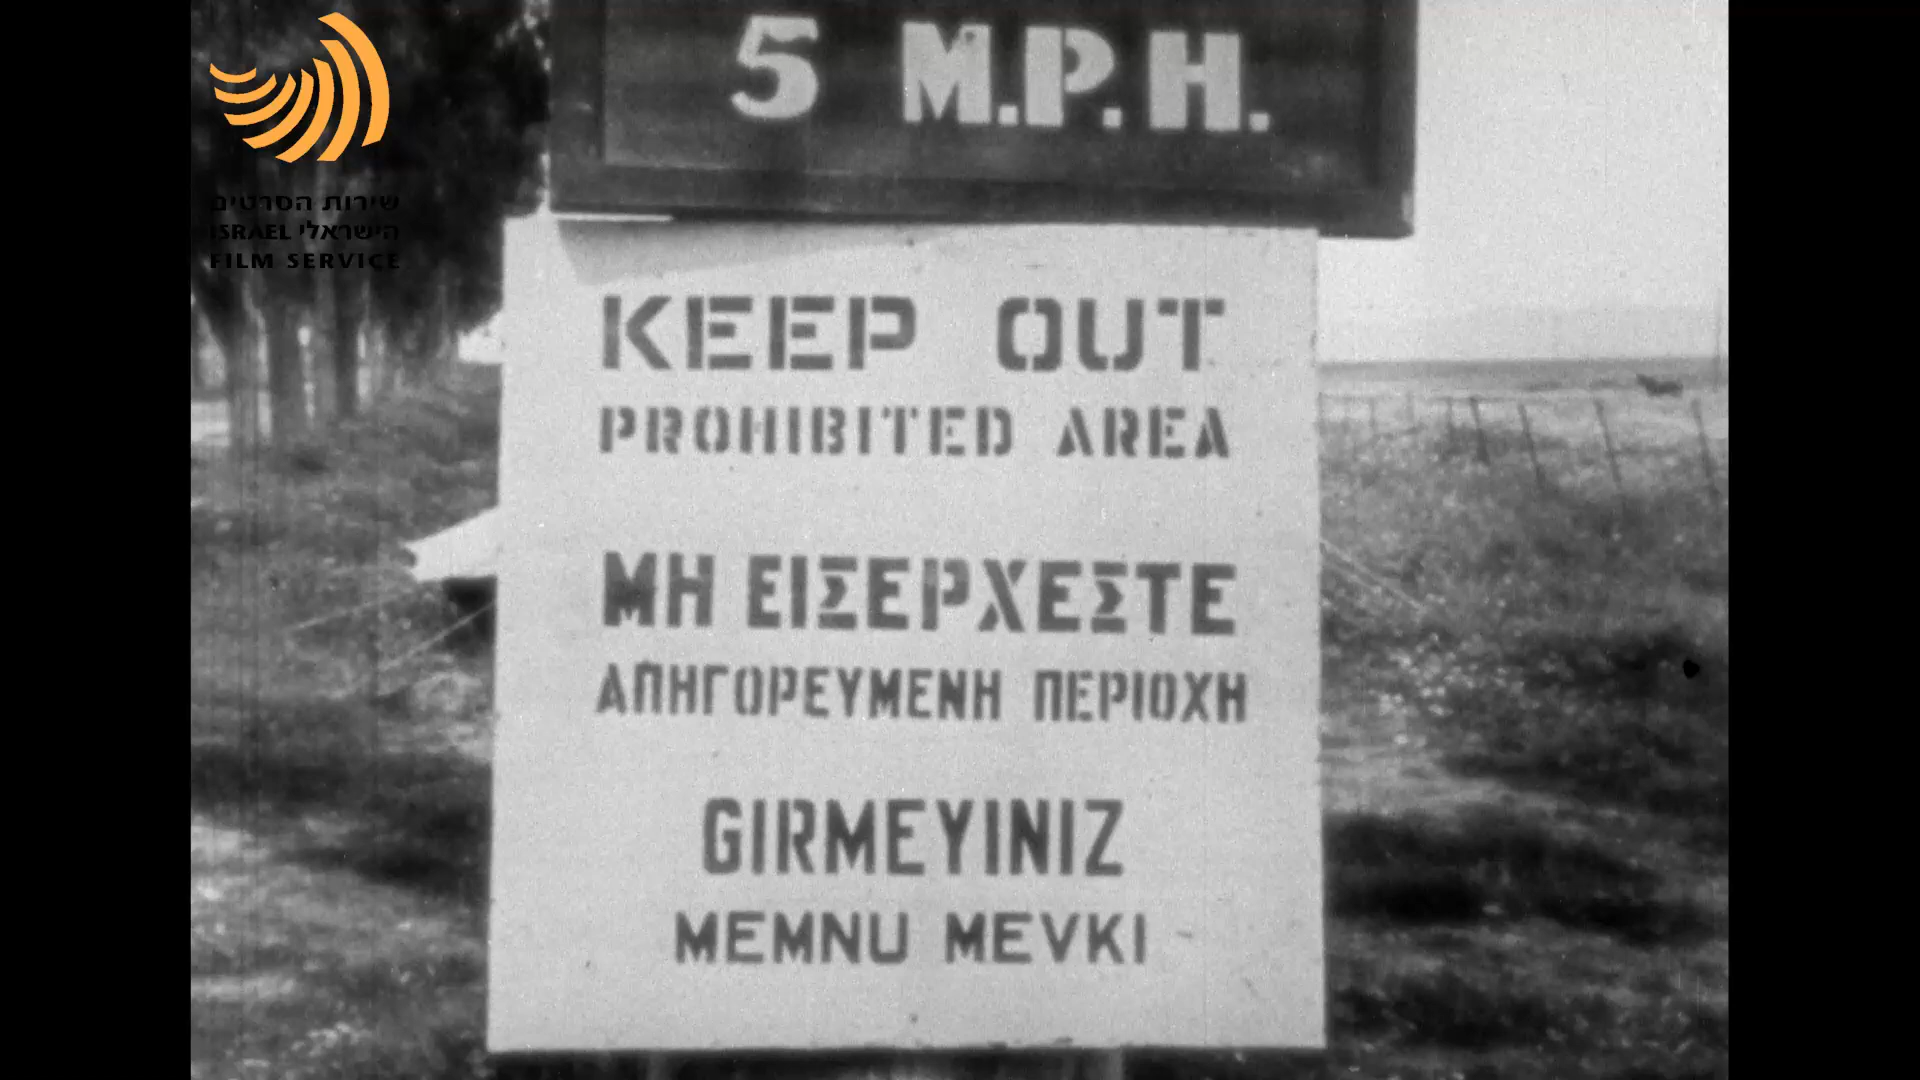 5 M.P.H.
שירות הסרטים
הישראלי ISRAEL
FILM SERVICE
KEEP OUT
PROHIBITED AREA
ΜΗ ΕΙΣΕΡΧΕΣΤΕ
ΑΠΗΓΟΡΕΥΜΕΝΗ ΠΕΡΙΟΧΗ
GIRMEYINIZ
MEMNU MEVKI